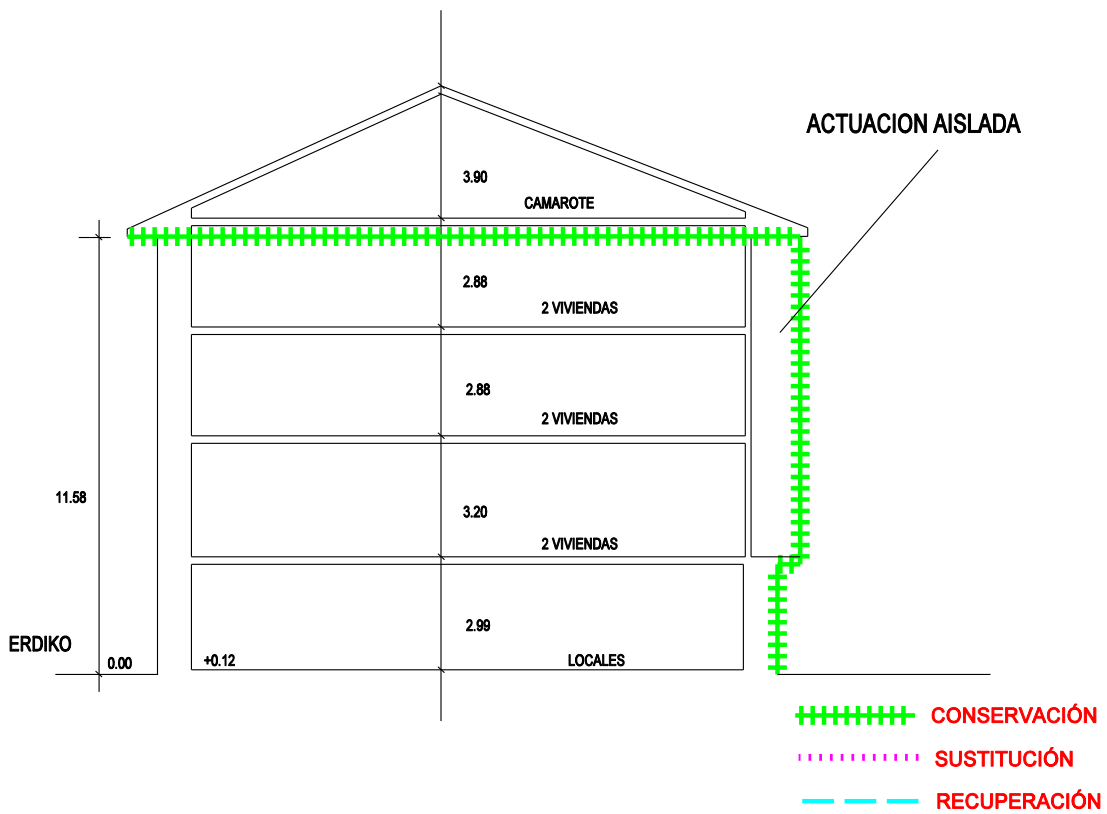 ACTUACION AISLADA
3.90
CAMAROTE
2.88
2 VIVIENDAS
2.88
2 VIVIENDAS
11.58
3.20
2 VIVIENDAS
2.99
ERDIKO
0.00
+0.12
LOCALES
CONSERVACIÓN
SUSTITUCIÓN
RECUPERACIÓN